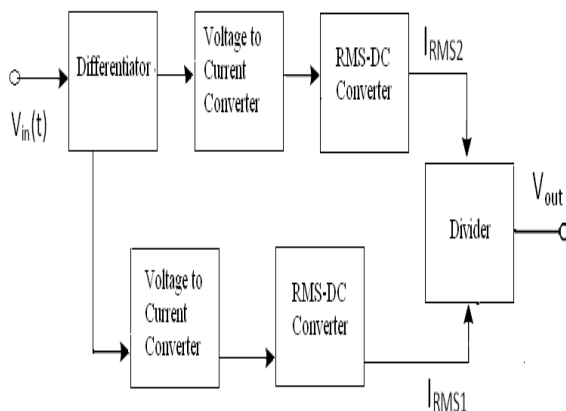 Differentiator
Voltage to
Current
Converter
RMS-DC
Converter
I_RMS2
V_in(t)
Divider
V_out
Voltage to
Current
Converter
RMS-DC
Converter
I_RMS1